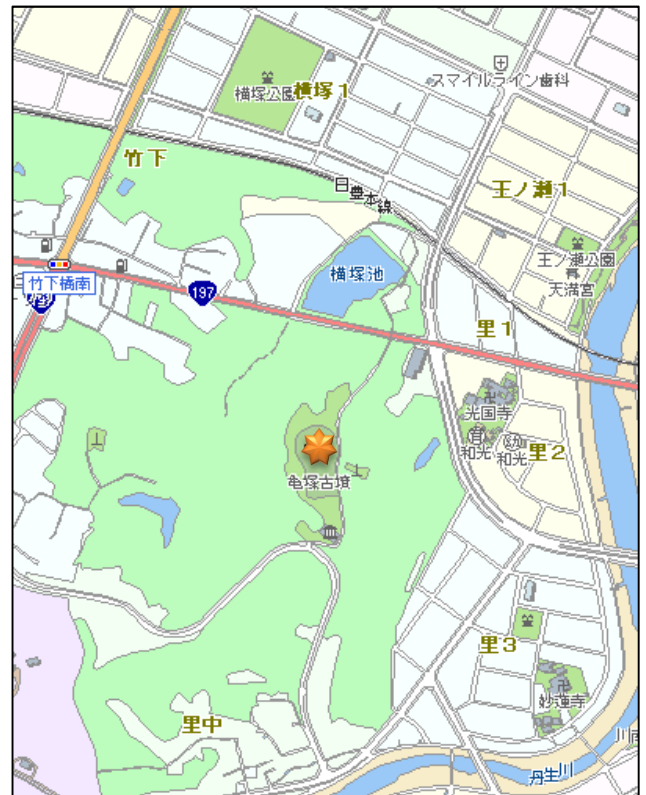 横塚公園
横塚1
スマイルライン歯科
竹下
日豊本線
王ノ瀬1
王ノ瀬公園
天満宮
横塚池
竹下橋南
197
里1
光国寺
和光
幼
和光
里2
亀塚古墳
里3
妙蓮寺
里中
丹生川